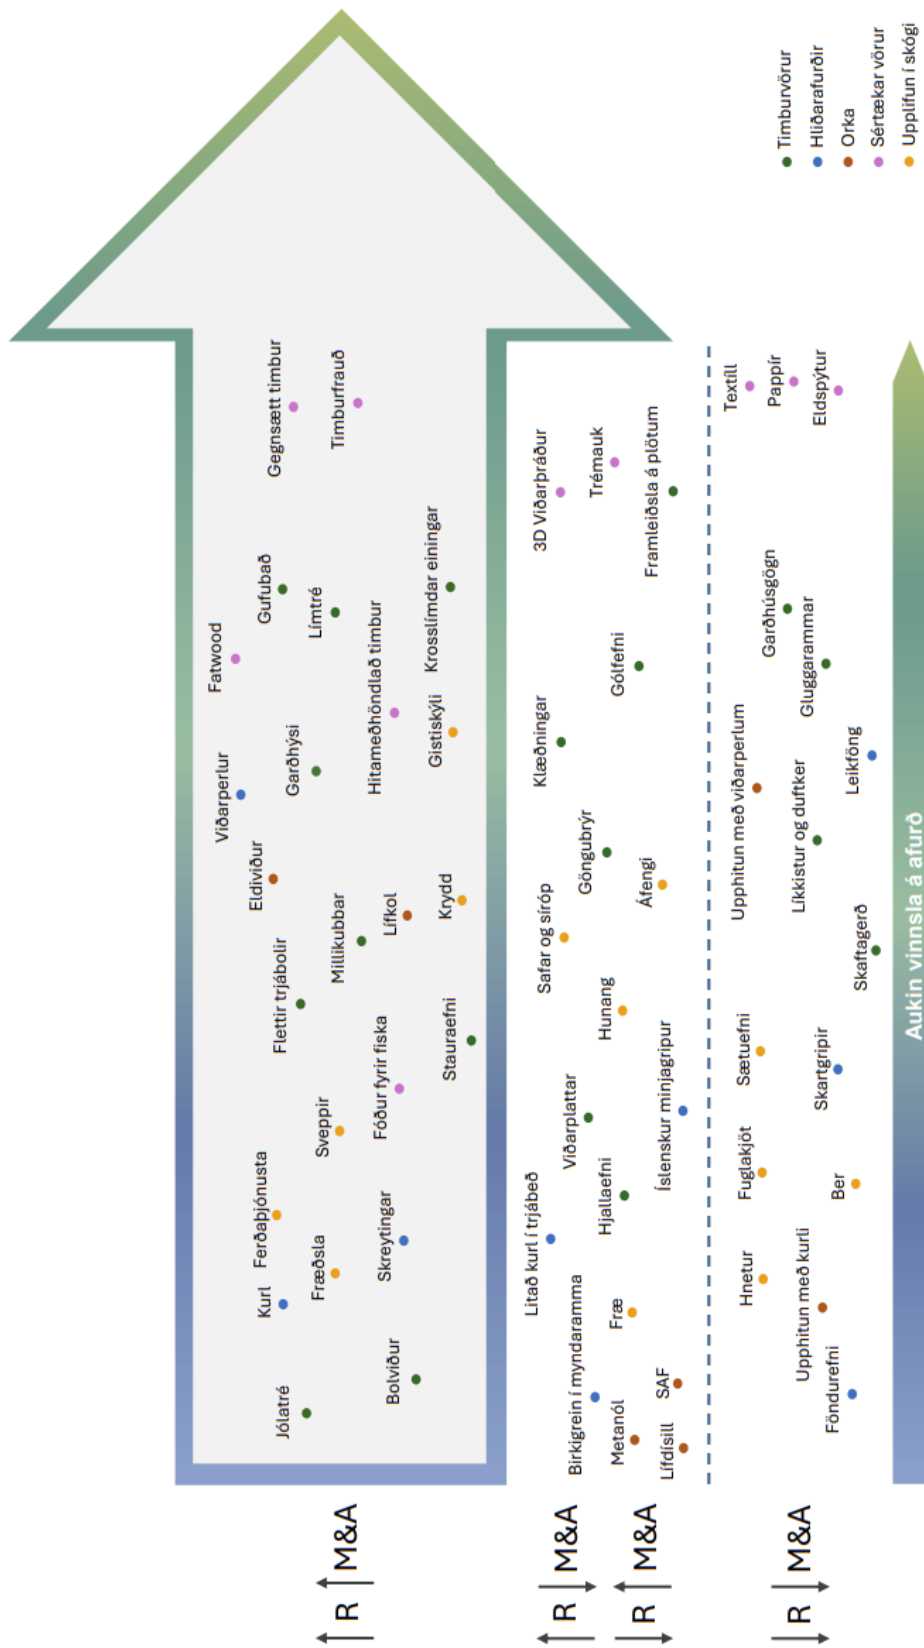 Jólatré
Kurl
Ferðaþjónusta
Flettir trjábolir
Eldiviður
Viðarperlur
Fatwood
Gufubað
Gegnsætt timbur
Fræðsla
Sveppir
Millikubbar
Garðhýsi
Límtré
Timburfrauð
Bolviður
Skreytingar
Fóður fyrir fiska
Lífkol
Hitameðhöndlað timbur
Stauraefni
Krydd
Gistiskýli
Krosslímdar einingar
R M&A
Birkigrein í myndaramma
Litað kurl í trjábeð
Viðarplattar
Safar og síróp
Göngubrýr
Klæðningar
3D Viðarþráður
Metanól
Fræ
Hjallaefni
Hunang
Áfengi
Gólfefni
Trémauk
Lífdísill
SAF
Íslenskur minjagripur
Framleiðsla á plötum
R M&A
R M&A
Hnetur
Fuglakjöt
Sætuefni
Upphitun með viðarperlum
Garðhúsgögn
Textíll
Pappír
Upphitun með kurli
Líkkistur og duftker
Gluggarammar
Eldspýtur
Föndurefni
Ber
Skartgripir
Skaftagerð
Leikföng
R M&A
Aukin vinnsla á afurð
Timburvörur
Hliðarafurðir
Orka
Sértækar vörur
Upplifun í skógi